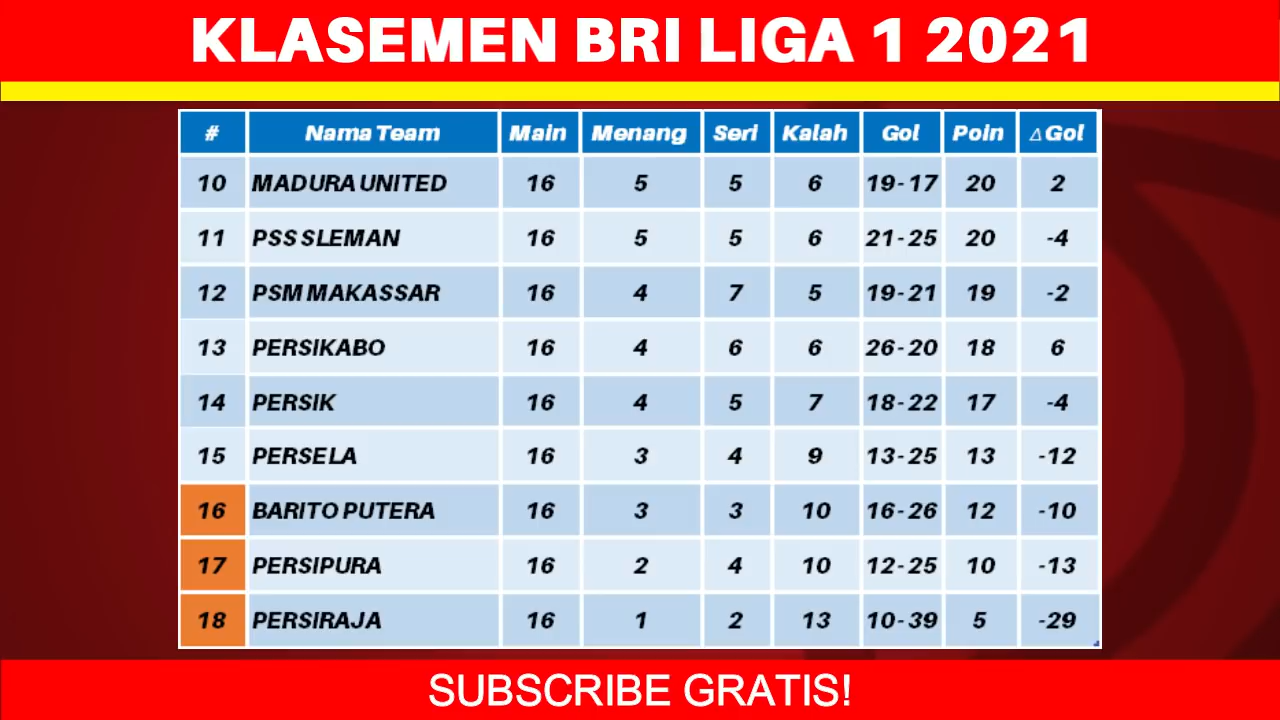 KLASEMEN BRI LIGA 1 2021
# Nama Team Main Menang Seri Kalah Gol Poin Δ Gol
10 MADURA UNITED 16 5 5 6 19-17 20 2
11 PSS SLEMAN 16 5 5 6 21-25 20 -4
12 PSM MAKASSAR 16 4 7 5 19-21 19 -2
13 PERSIKABO 16 4 6 6 26-20 18 6
14 PERSIK 16 4 5 7 18-22 17 -4
15 PERSELA 16 3 4 9 13-25 13 -12
16 BARITO PUTERA 16 3 3 10 16-26 12 -10
17 PERSIPURA 16 2 4 10 12-25 10 -13
18 PERSIRAJA 16 1 2 13 10-39 5 -29
SUBSCRIBE GRATIS!